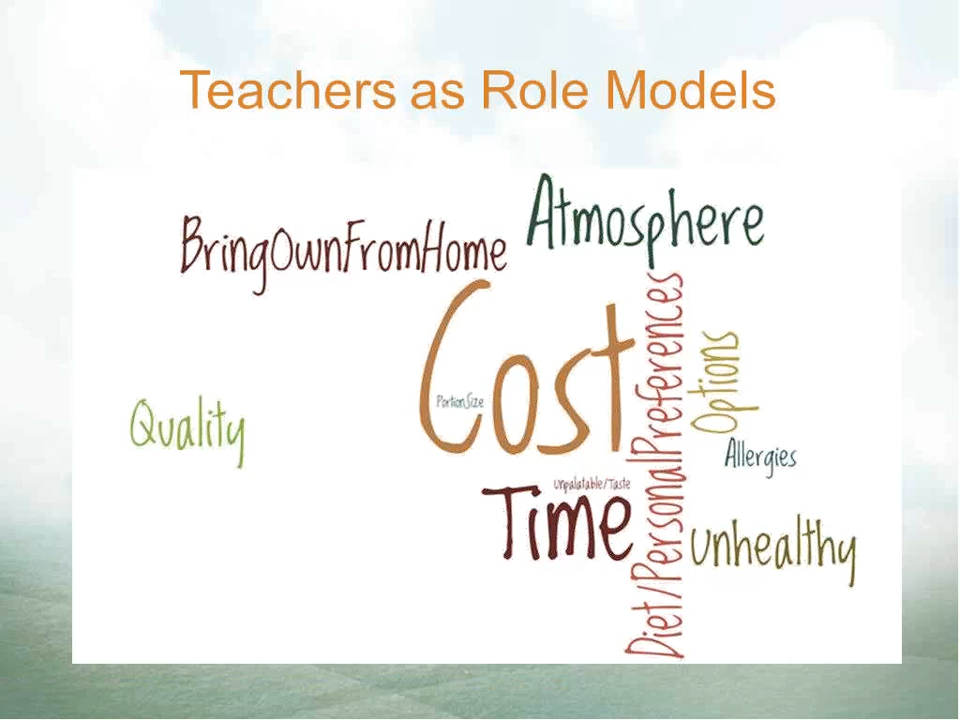 Teachers as Role Models
Atmosphere
BringOwnFromHome
Cost
PortionSize
Diet/PersonalPreferences
Options
Quality
Allergies
Unpalatable/Taste
Time
unhealthy